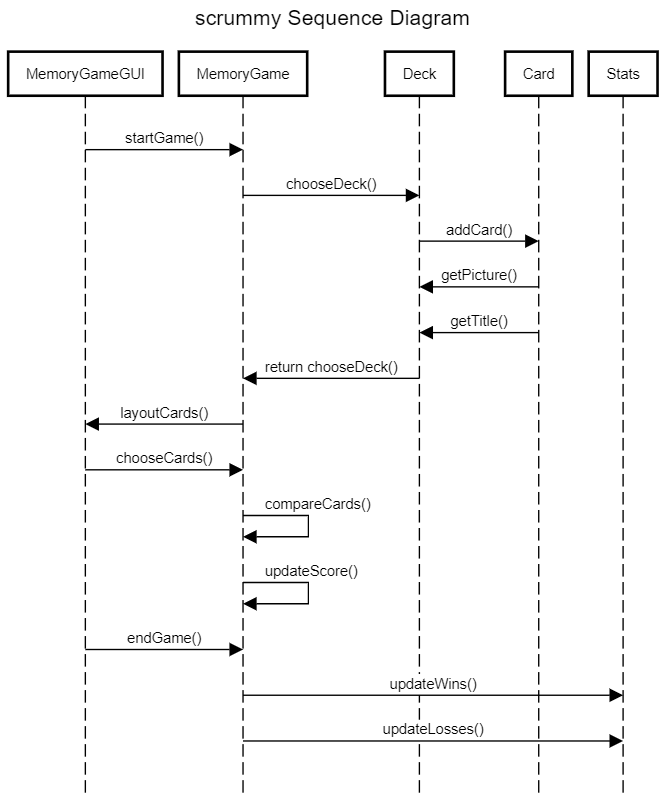 scrummy Sequence Diagram
MemoryGameGUI
MemoryGame
Deck
Card
Stats
startGame()
chooseDeck()
addCard()
getPicture()
getTitle()
return chooseDeck()
layoutCards()
chooseCards()
compareCards()
updateScore()
endGame()
updateWins()
updateLosses()